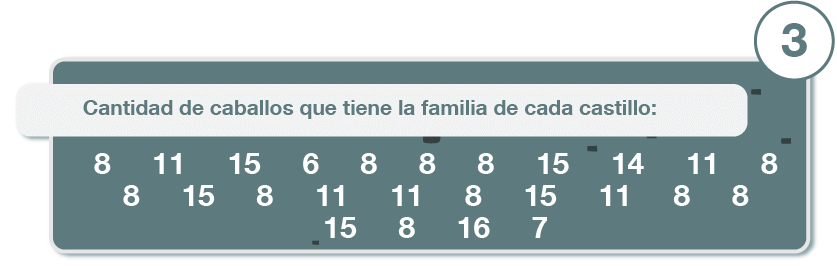 3
Cantidad de caballos que tiene la familia de cada castillo:
8 11 15 6 8 8 8 15 14 11 8
8 15 8 11 11 8 15 11 8 8
15 8 16 7